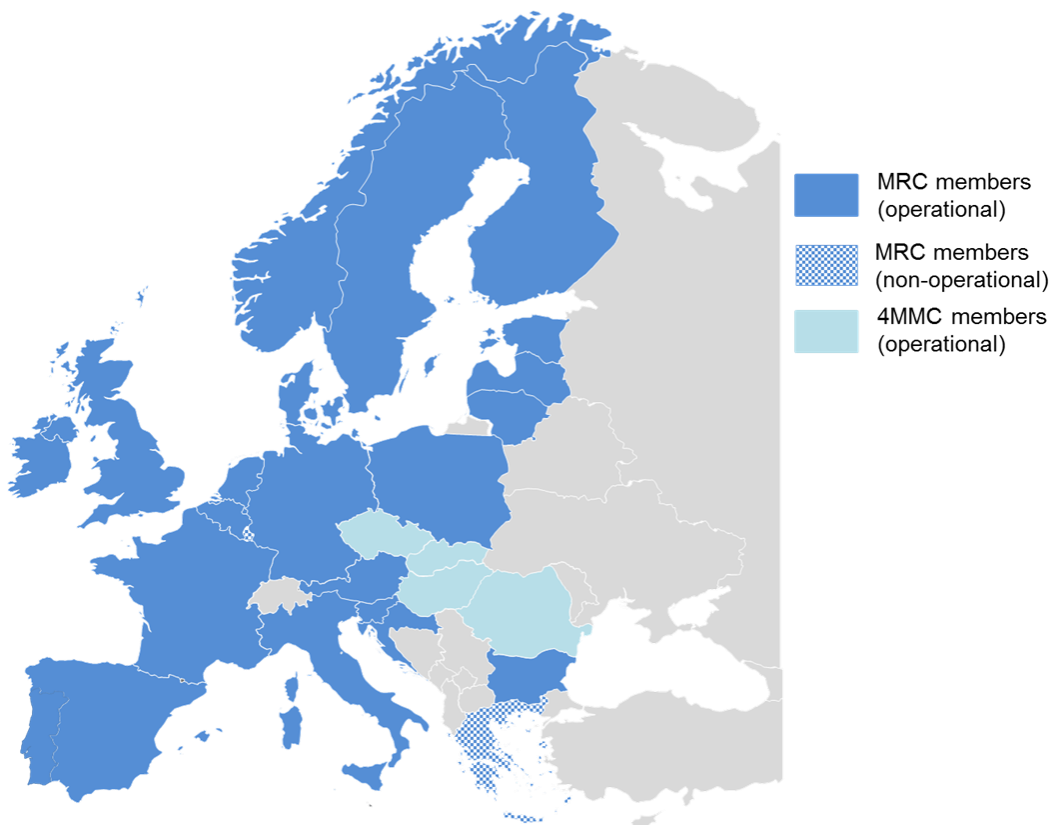 MRC members
(operational)
MRC members
(non-operational)
4MMC members
(operational)